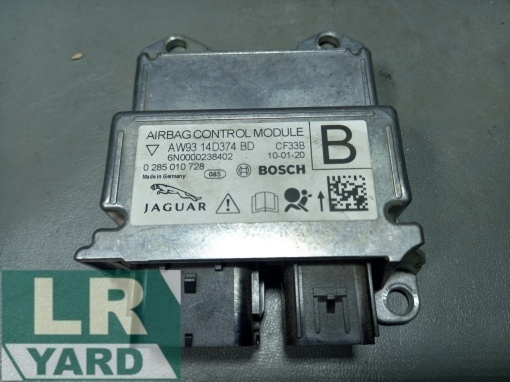 AIRBAG CONTROL MODULE
AW93 14D374 BD CF33B
6N0000238402 10-01-20
0 285 010 728
Made in Germany 085 BOSCH
B
JAGUAR
LR
YARD